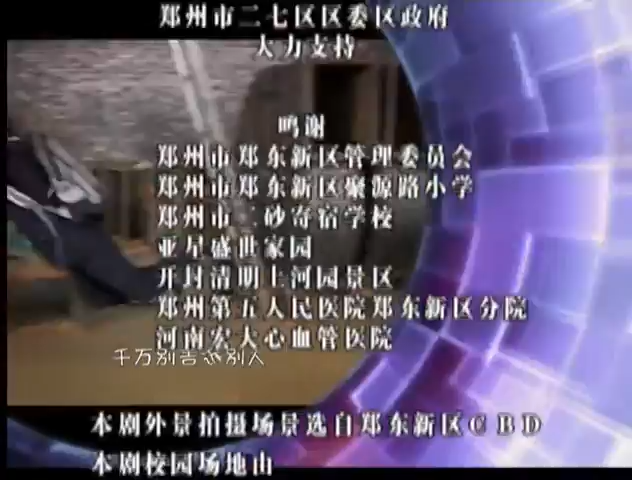 郑州市二七区区委区政府
大力支持
鸣谢
郑州市郑东新区管理委员会
郑州市郑东新区聚源路小学
郑州市二砂寄宿学校
亚星盛世家园
开封清明上河园景区
郑州第五人民医院郑东新区分院
河南宏大心血管医院
千万别告诉别人
本剧外景拍摄场景选自郑东新区CBD
本剧校园场地由